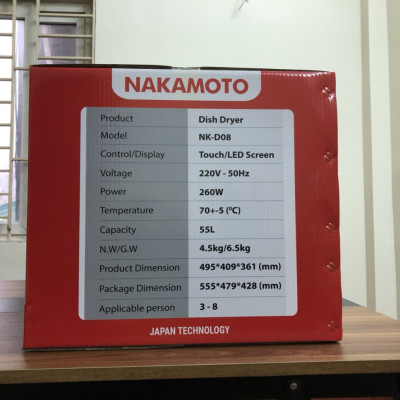 NAKAMOTO
Product Dish Dryer
Model NK-D08
Control/Display Touch/LED Screen
Voltage 220V - 50Hz
Power 260W
Temperature 70+-5 (ºC)
Capacity 55L
N.W/G.W 4.5kg/6.5kg
Product Dimension 495*409*361 (mm)
Package Dimension 555*479*428 (mm)
Applicable person 3 - 8
JAPAN TECHNOLOGY